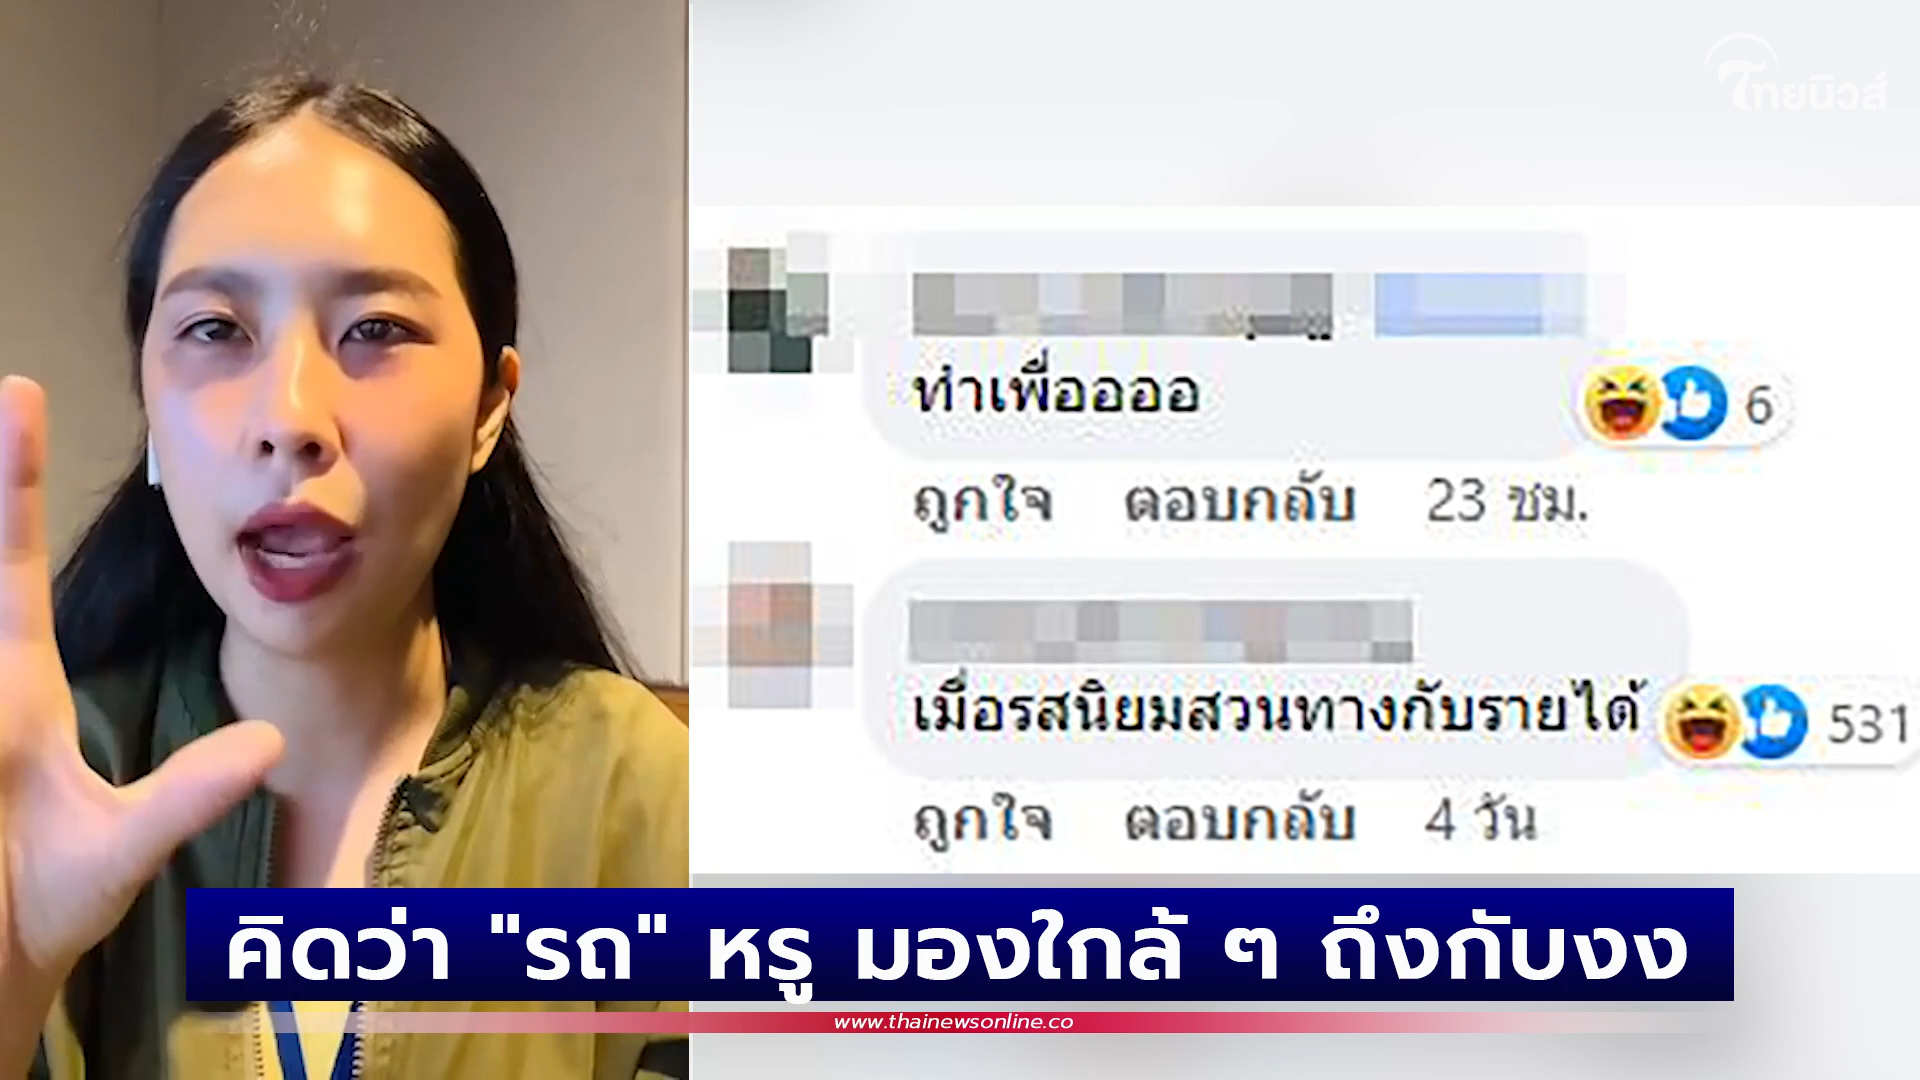 ไทยนิวส์
ทำเพื่ออออ
6
ถูกใจ ตอบกลับ 23 ชม.
เมื่อรสนิยมสวนทางกับรายได้
531
ถูกใจ ตอบกลับ 4 วัน
คิดว่า "รถ" หรู มองใกล้ ๆ ถึงกับงง
www.thainewsonline.co